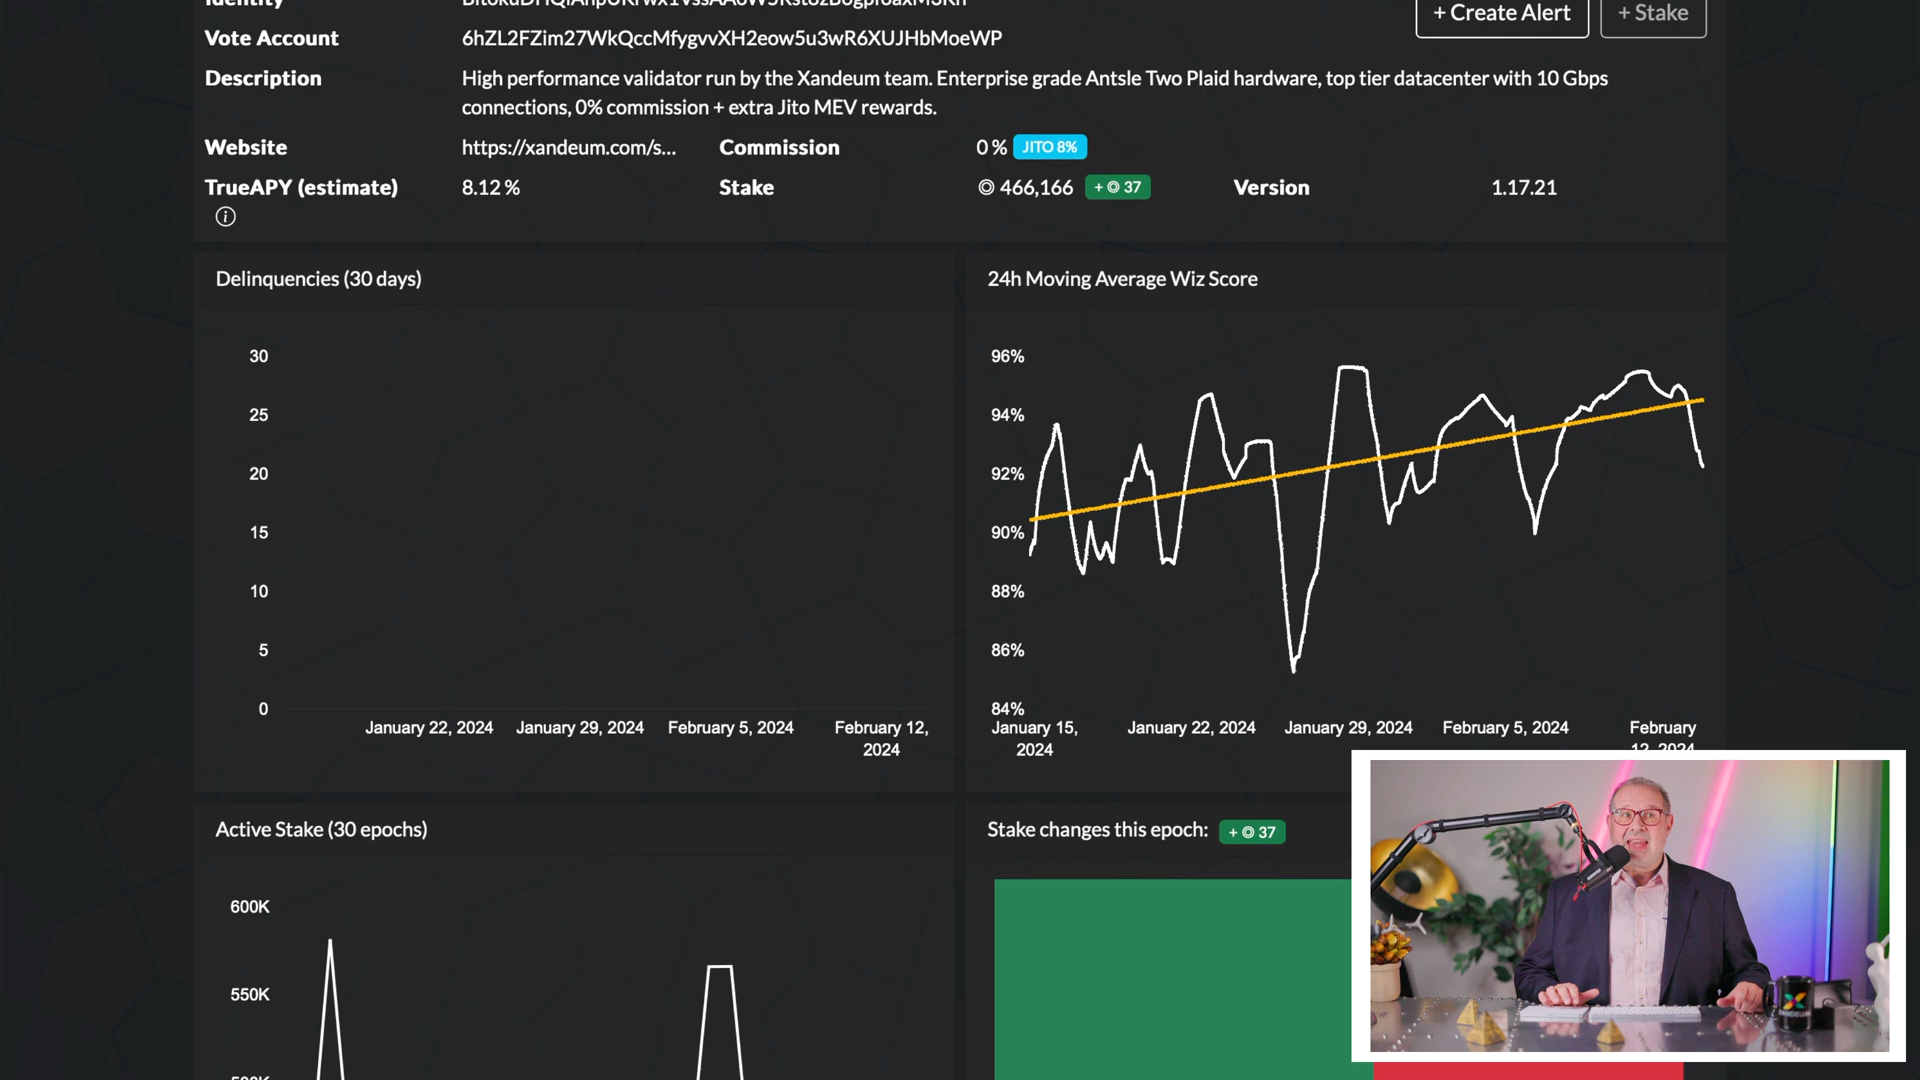 Identity
+ Create Alert
+ Stake
Vote Account
6hZL2FZim27WkQccMfygvvXH2eow5u3wR6XUJHbMoeWP
Description
High performance validator run by the Xandeum team. Enterprise grade Antsle Two Plaid hardware, top tier datacenter with 10 Gbps
connections, 0% commission + extra Jito MEV rewards.
Website
https://xandeum.com/s...
Commission
0 % JITO 8%
TrueAPY (estimate)
8.12 %
Stake
466,166 + 37
Version
1.17.21
Delinquencies (30 days)
30
25
20
15
10
5
0
January 22, 2024
January 29, 2024
February 5, 2024
February 12,
2024
24h Moving Average Wiz Score
96%
94%
92%
90%
88%
86%
84%
January 15,
2024
January 22, 2024
January 29, 2024
February 5, 2024
February
12, 2024
Active Stake (30 epochs)
600K
550K
500K
Stake changes this epoch: + 37
XANDEUM